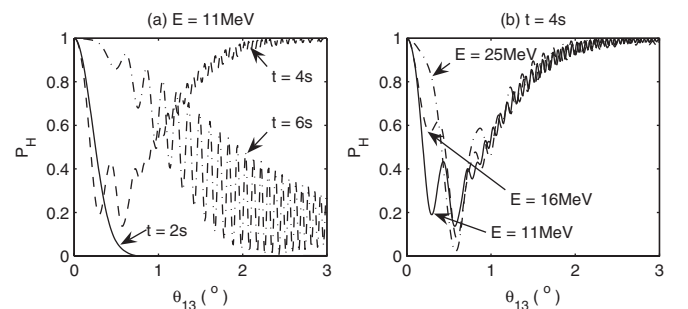 (a) E = 11MeV
1
0.8
0.6
0.4
0.2
0
P_H
t = 4s
t = 6s
t = 2s
0
1
2
3
θ_13 ( ° )
(b) t = 4s
1
0.8
0.6
0.4
0.2
0
P_H
E = 25MeV
E = 16MeV
E = 11MeV
0
1
2
3
θ_13 ( ° )